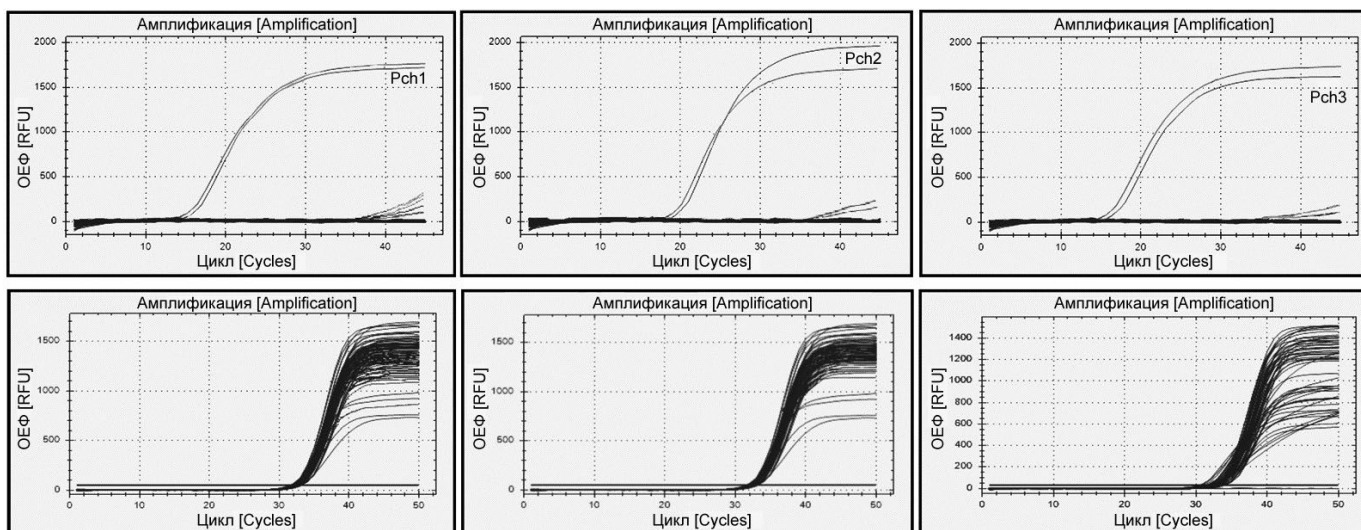 Амплификация [Amplification]
ОЕФ [RFU]
2000
1500
1000
500
0
Pch1
0 10 20 30 40
Цикл [Cycles]
Амплификация [Amplification]
ОЕФ [RFU]
2000
1500
1000
500
0
Pch2
0 10 20 30 40
Цикл [Cycles]
Амплификация [Amplification]
ОЕФ [RFU]
2000
1500
1000
500
0
Pch3
0 10 20 30 40
Цикл [Cycles]
Амплификация [Amplification]
ОЕФ [RFU]
1500
1000
500
0
0 10 20 30 40 50
Цикл [Cycles]
Амплификация [Amplification]
ОЕФ [RFU]
1500
1000
500
0
0 10 20 30 40 50
Цикл [Cycles]
Амплификация [Amplification]
ОЕФ [RFU]
1400
1200
1000
800
600
400
200
0
0 10 20 30 40 50
Цикл [Cycles]